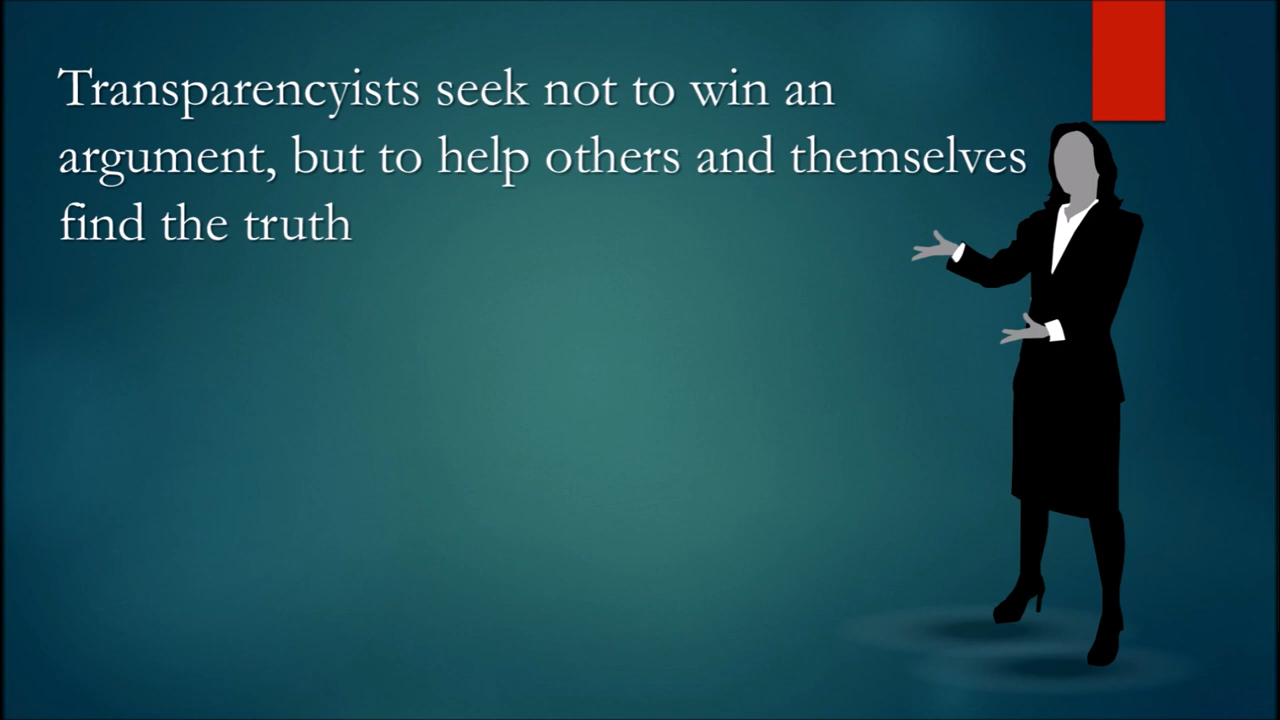 Transparencyists seek not to win an
argument, but to help others and themselves
find the truth